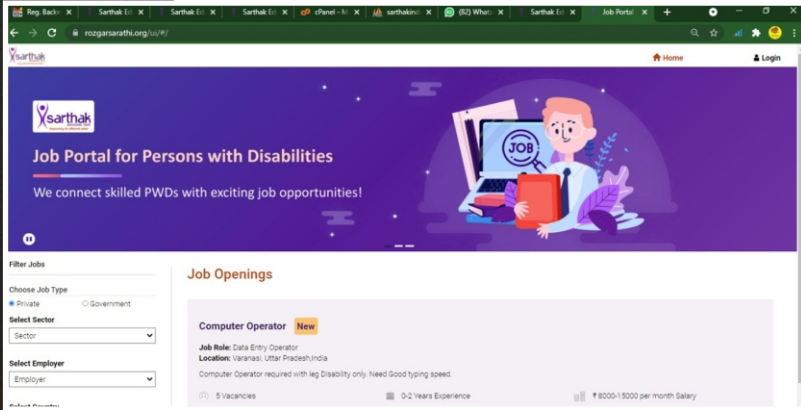 Reg. Backe
Sarthak Ed
Sarthak Ed
Sarthak Ed
cPanel – M
sarthakind
(82) Whats
Sarthak Ed
Job Portal
rozgarsarathi.org/ui/#/
sarthak
Home
Login
sarthak
Job Portal for Persons with Disabilities
We connect skilled PWDs with exciting job opportunities!
JOB
Filter Jobs
Choose Job Type
Private Government
Select Sector
Sector
Select Employer
Employer
Select Country
Job Openings
Computer Operator New
Job Role: Data Entry Operator
Location: Varanasi, Uttar Pradesh,India
Computer Operator required with leg Disability only. Need Good typing speed.
5 Vacancies 0-2 Years Experience ₹ 8000-15000 per month Salary